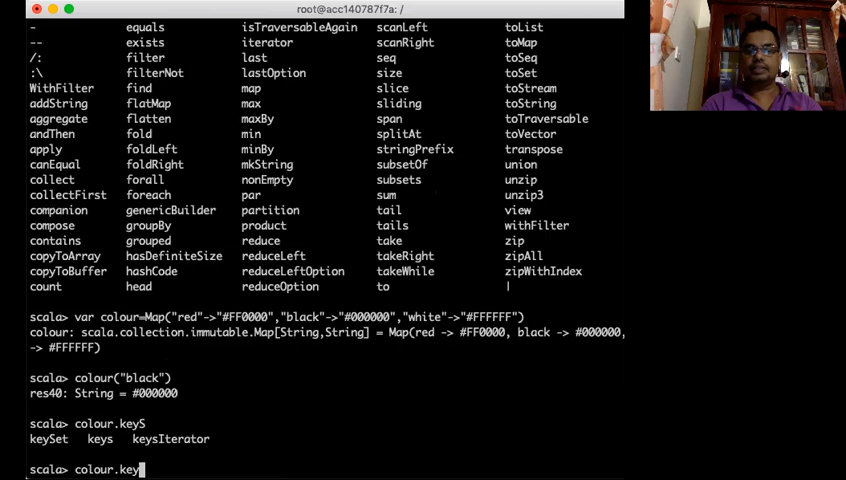 root@acc140787f7a: /
- equals isTraversableAgain scanLeft toList
-- exists iterator scanRight toMap
/: filter last seq toSeq
:\ filterNot lastOption size toSet
WithFilter find map slice toStream
addString flatMap max sliding toString
aggregate flatten maxBy span toTraversable
andThen fold min splitAt toVector
apply foldLeft minBy stringPrefix transpose
canEqual foldRight mkString subsetOf union
collect forall nonEmpty subsets unzip
collectFirst foreach par sum unzip3
companion genericBuilder partition tail view
compose groupBy product tails withFilter
contains grouped reduce take zip
copyToArray hasDefiniteSize reduceLeft takeRight zipAll
copyToBuffer hashCode reduceLeftOption takeWhile zipWithIndex
count head reduceOption to |
scala> var colour=Map("red"->"#FF0000","black"->"#000000","white"->"#FFFFFF")
colour: scala.collection.immutable.Map[String,String] = Map(red -> #FF0000, black -> #000000,
-> #FFFFFF)
scala> colour("black")
res40: String = #000000
scala> colour.keyS
keySet keys keysIterator
scala> colour.key